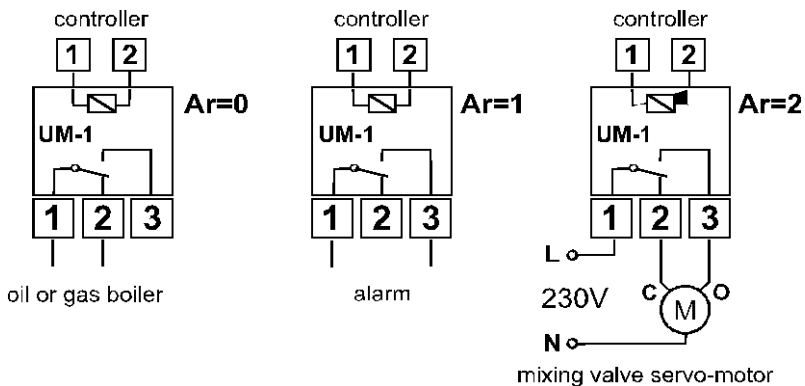 controller
1 2
Ar=0
UM-1
1 2 3
oil or gas boiler
controller
1 2
Ar=1
UM-1
1 2 3
alarm
controller
1 2
Ar=2
UM-1
1 2 3
L
230V
C M O
N
mixing valve servo-motor